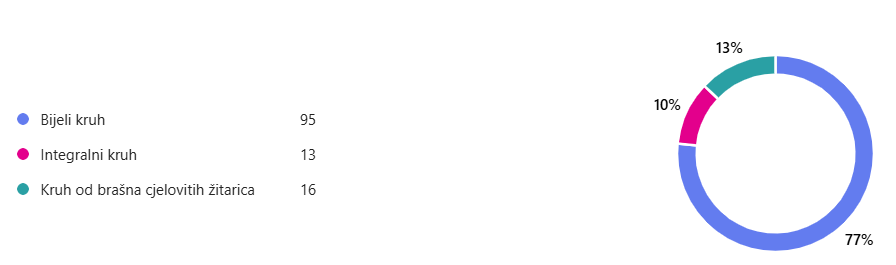 13%
10%
Bijeli kruh 95
Integralni kruh 13
Kruh od brašna cjelovitih žitarica 16
77%